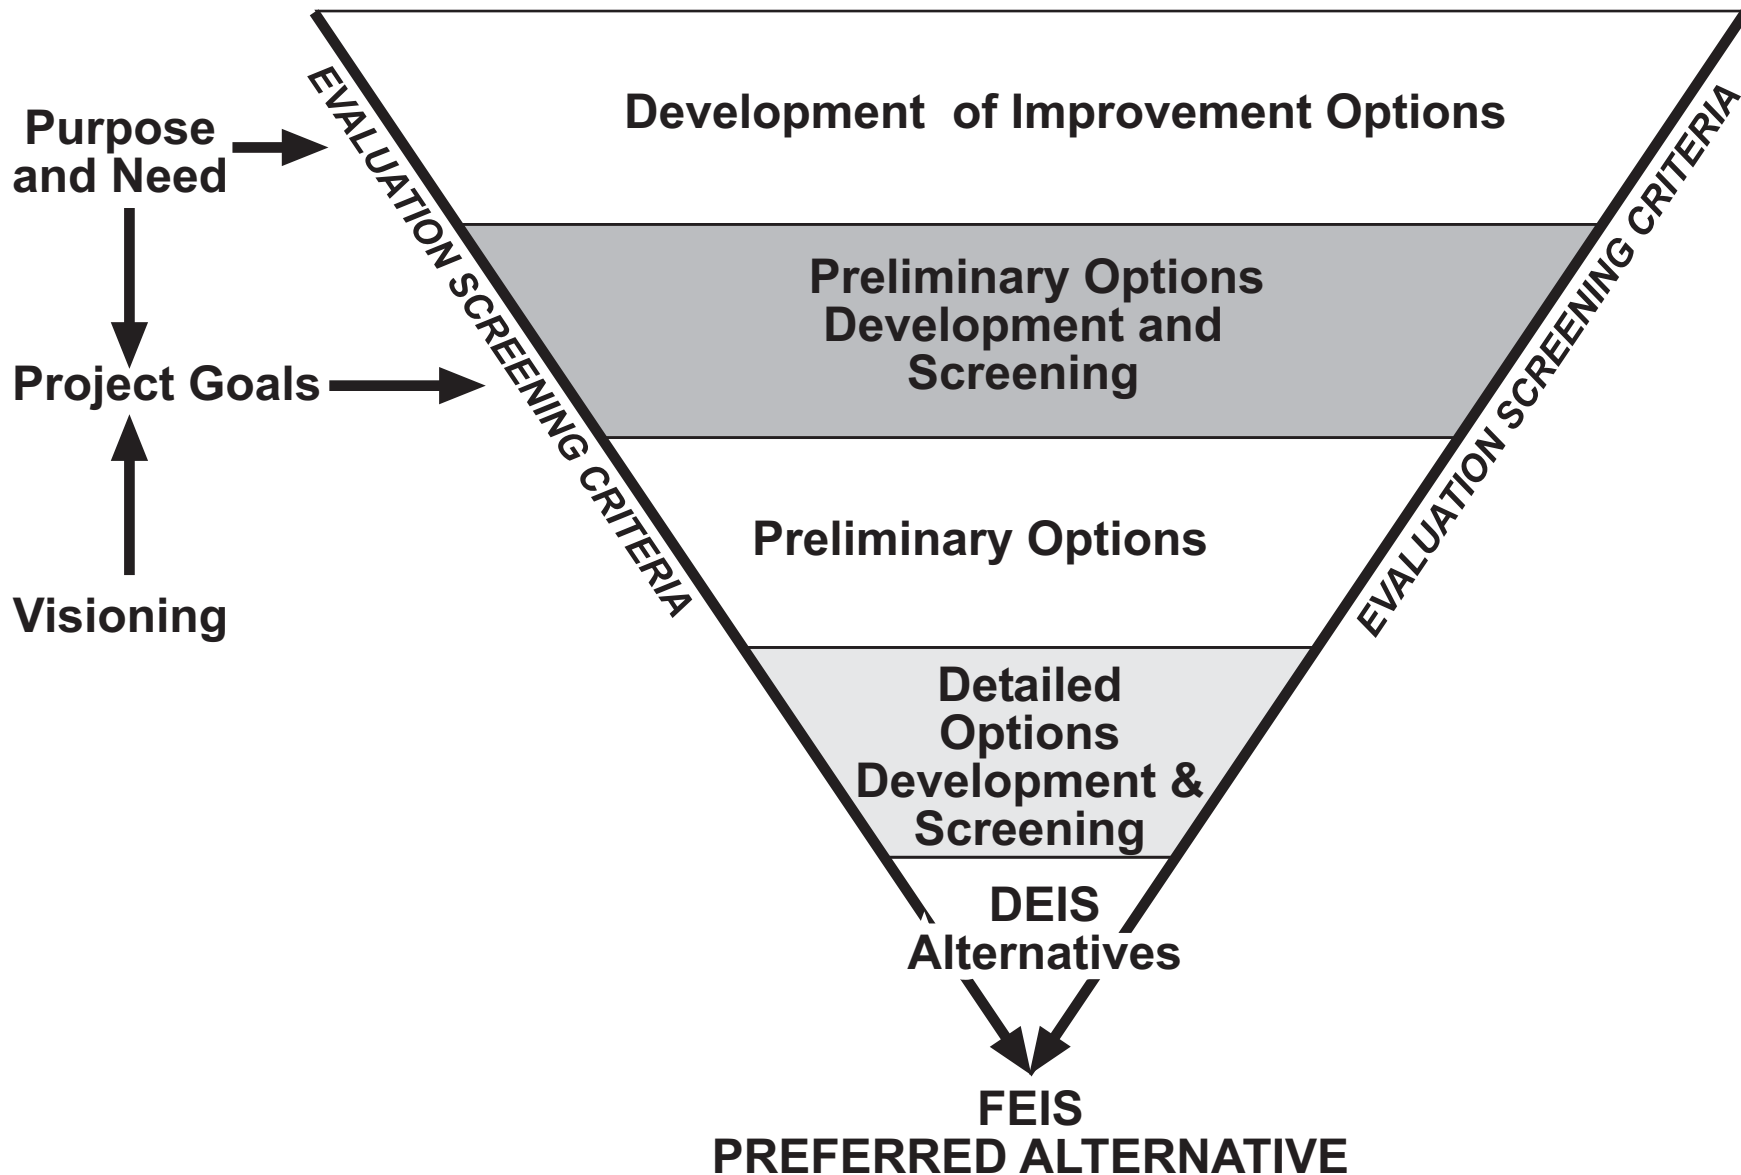 Purpose
and Need
Project Goals
Visioning
EVALUATION SCREENING CRITERIA
Development of Improvement Options
Preliminary Options
Development and
Screening
Preliminary Options
Detailed
Options
Development &
Screening
DEIS
Alternatives
EVALUATION SCREENING CRITERIA
FEIS
PREFERRED ALTERNATIVE